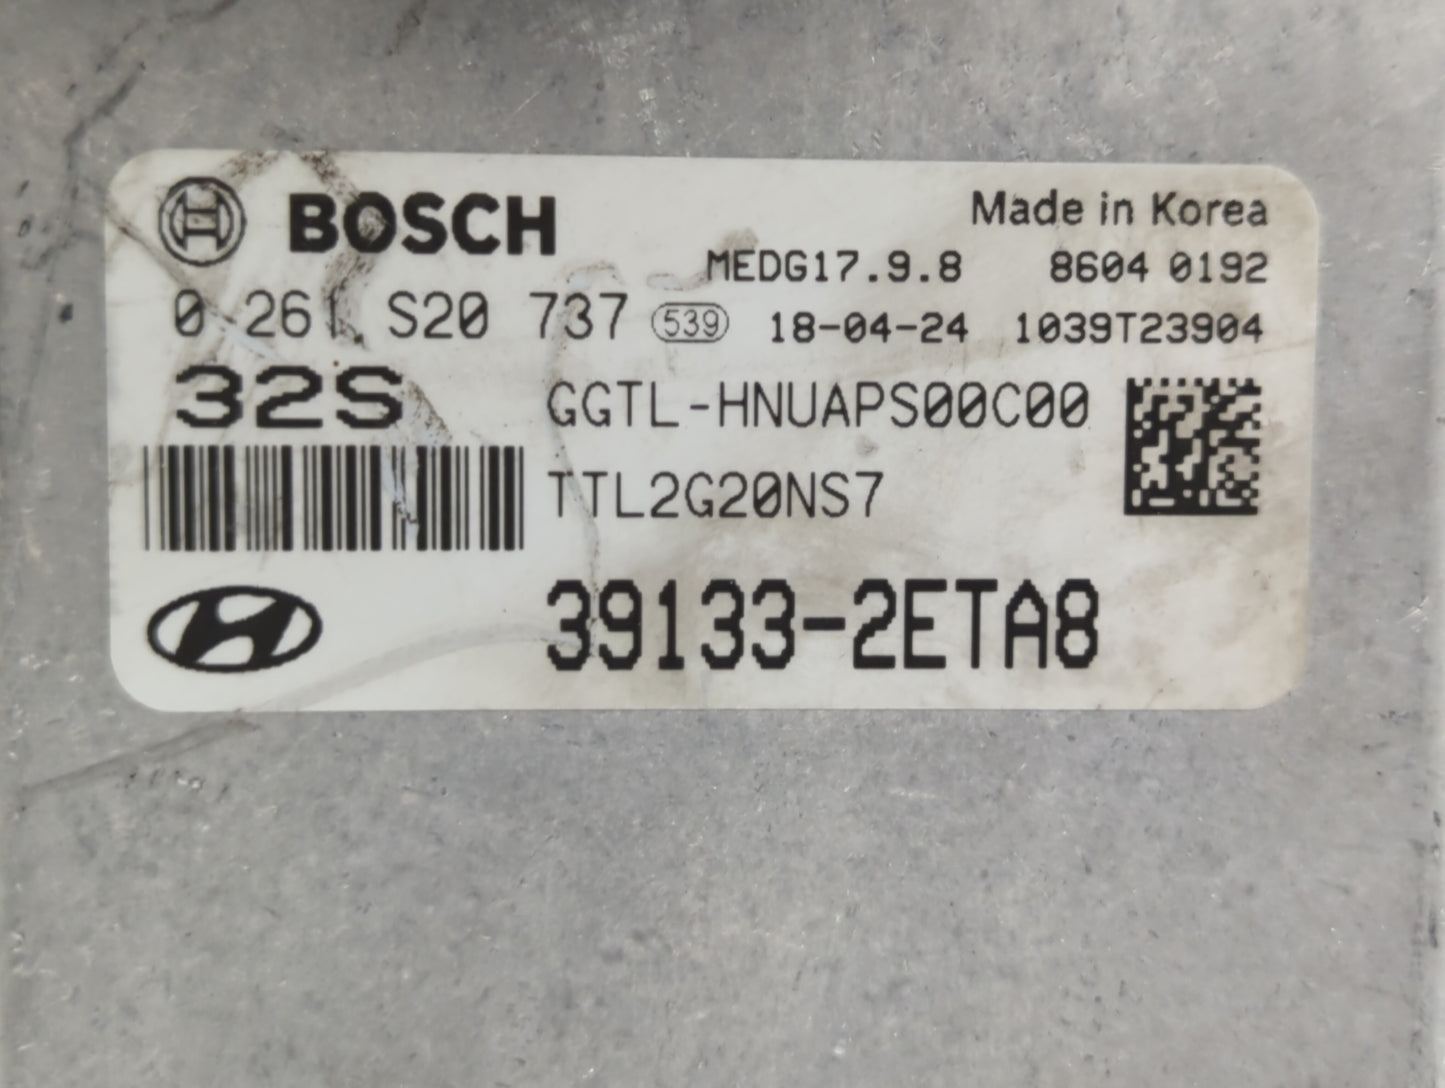 BOSCH
Made in Korea
MEDG17.9.8 8604 0192
0 261 S20 737 539 18-04-24 1039T23904
32S GGTL-HNUAPS00C00
TTL2G20NS7
39133-2ETA8